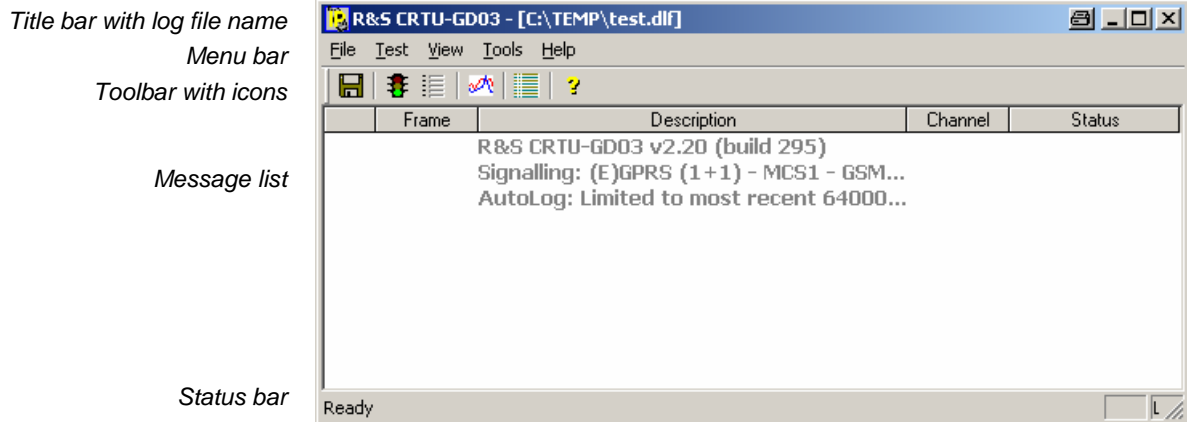 Title bar with log file name
R&S CRTU-GD03 - [C:\TEMP\test.dlf]
Menu bar
File Test View Tools Help
Toolbar with icons
Frame Description Channel Status
R&S CRTU-GD03 v2.20 (build 295)
Message list
Signalling: (E)GPRS (1+1) - MCS1 - GSM...
AutoLog: Limited to most recent 64000...
Status bar
Ready L